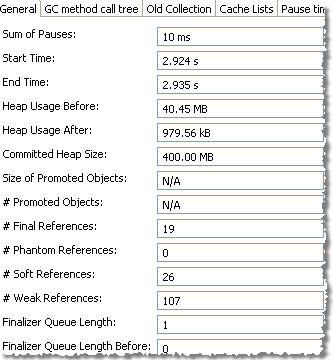 General GC method call tree Old Collection Cache Lists Pause
Sum of Pauses: 10 ms
Start Time: 2.924 s
End Time: 2.935 s
Heap Usage Before: 40.45 MB
Heap Usage After: 979.56 kB
Committed Heap Size: 400.00 MB
Size of Promoted Objects: N/A
# Promoted Objects: N/A
# Final References: 19
# Phantom References: 0
# Soft References: 26
# Weak References: 107
Finalizer Queue Length: 1
Finalizer Queue Length Before: 0